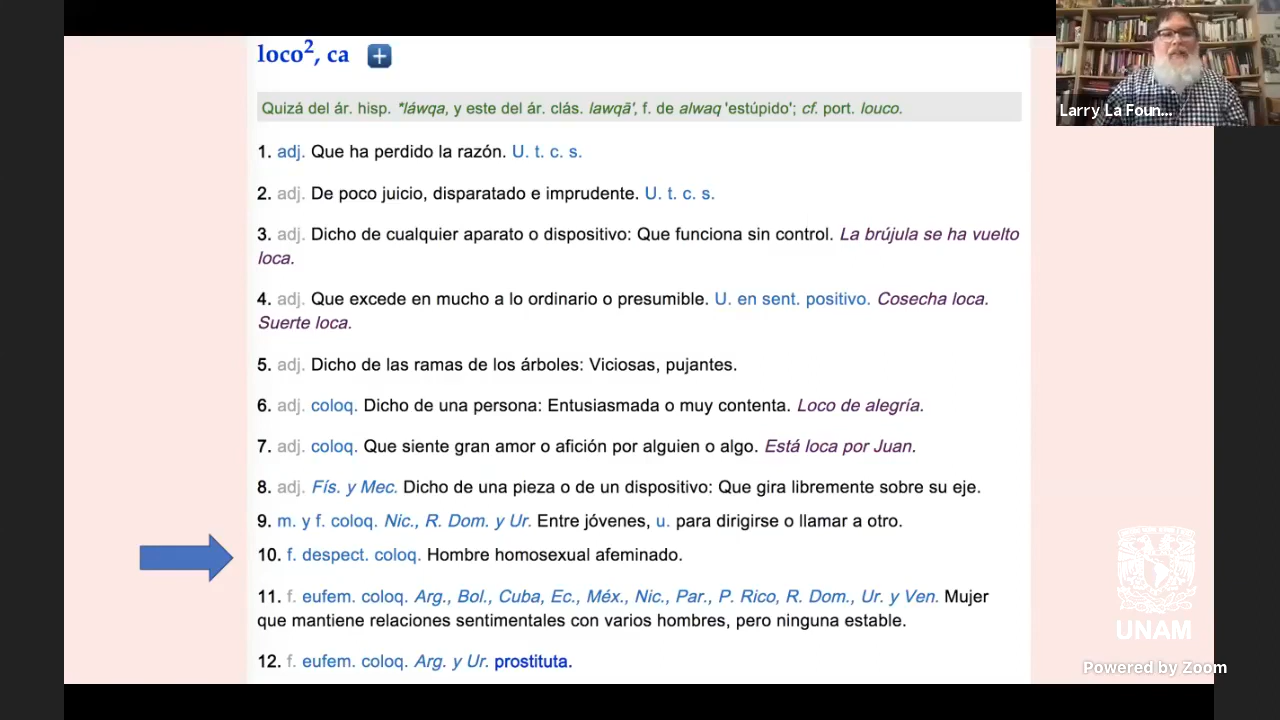 loco², ca
Quizá del ár. hisp. *láwqa, y este del ár. clás. lawqā', f. de alwaq 'estúpido'; cf. port. louco.
1. adj. Que ha perdido la razón. U. t. c. s.
2. adj. De poco juicio, disparatado e imprudente. U. t. c. s.
3. adj. Dicho de cualquier aparato o dispositivo: Que funciona sin control. La brújula se ha vuelto
loca.
4. adj. Que excede en mucho a lo ordinario o presumible. U. en sent. positivo. Cosecha loca.
Suerte loca.
5. adj. Dicho de las ramas de los árboles: Viciosas, pujantes.
6. adj. coloq. Dicho de una persona: Entusiasmada o muy contenta. Loco de alegría.
7. adj. coloq. Que siente gran amor o afición por alguien o algo. Está loca por Juan.
8. adj. Fís. y Mec. Dicho de una pieza o de un dispositivo: Que gira libremente sobre su eje.
9. m. y f. coloq. Nic., R. Dom. y Ur. Entre jóvenes, u. para dirigirse o llamar a otro.
10. f. despect. coloq. Hombre homosexual afeminado.
11. f. eufem. coloq. Arg., Bol., Cuba, Ec., Méx., Nic., Par., P. Rico, R. Dom., Ur. y Ven. Mujer
que mantiene relaciones sentimentales con varios hombres, pero ninguna estable.
12. f. eufem. coloq. Arg. y Ur. prostituta.
Larry La Foun...
UNAM
Powered by Zoom